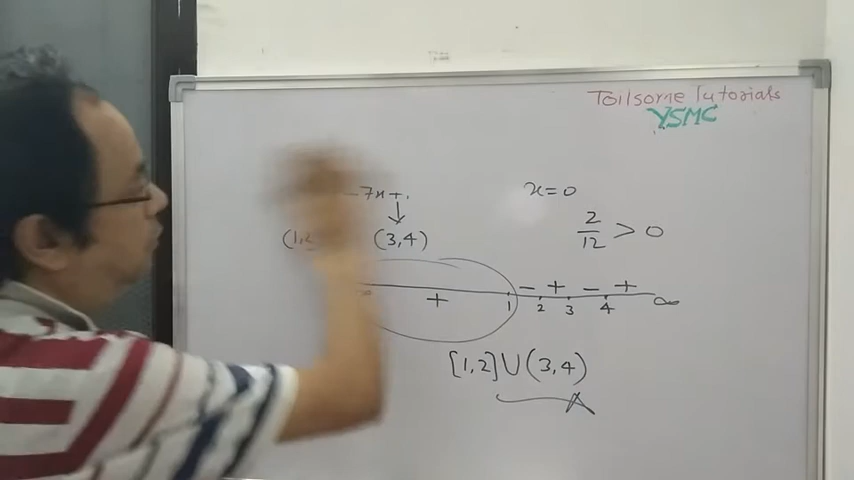 Toilsome Tutorials
YSMC
- 7x +
x = 0
(3,4)
2/12 > 0
- + - +
+
1 2 3 4 ∞
[1,2] ∪ (3,4)